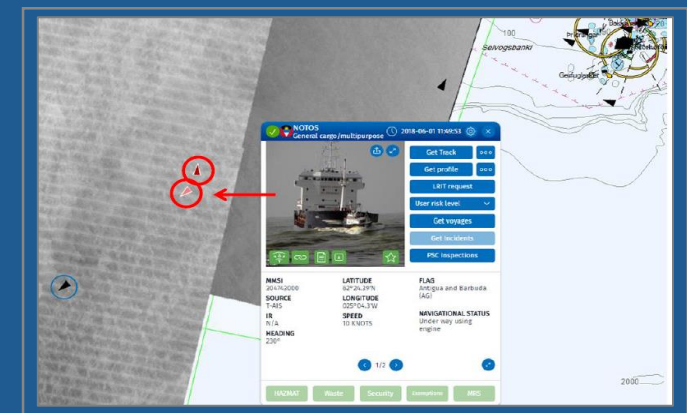 100
Selvogsbanki
NOTOS
General cargo/multipurpose
2018-06-01 11:49:53
Get Track
Get profile
LRIT request
User risk level
Get voyages
Get incidents
PSC inspections
MMSI
304742000
SOURCE
T-AIS
IR
N/A
HEADING
LATITUDE
62°24.39'N
LONGITUDE
025°04.3'W
SPEED
10 KNOTS
FLAG
Antigua and Barbuda
(AG)
NAVIGATIONAL STATUS
Under way using
engine
1/2
HAZMAT
Waste
Security
Exemptions
MRS
2000